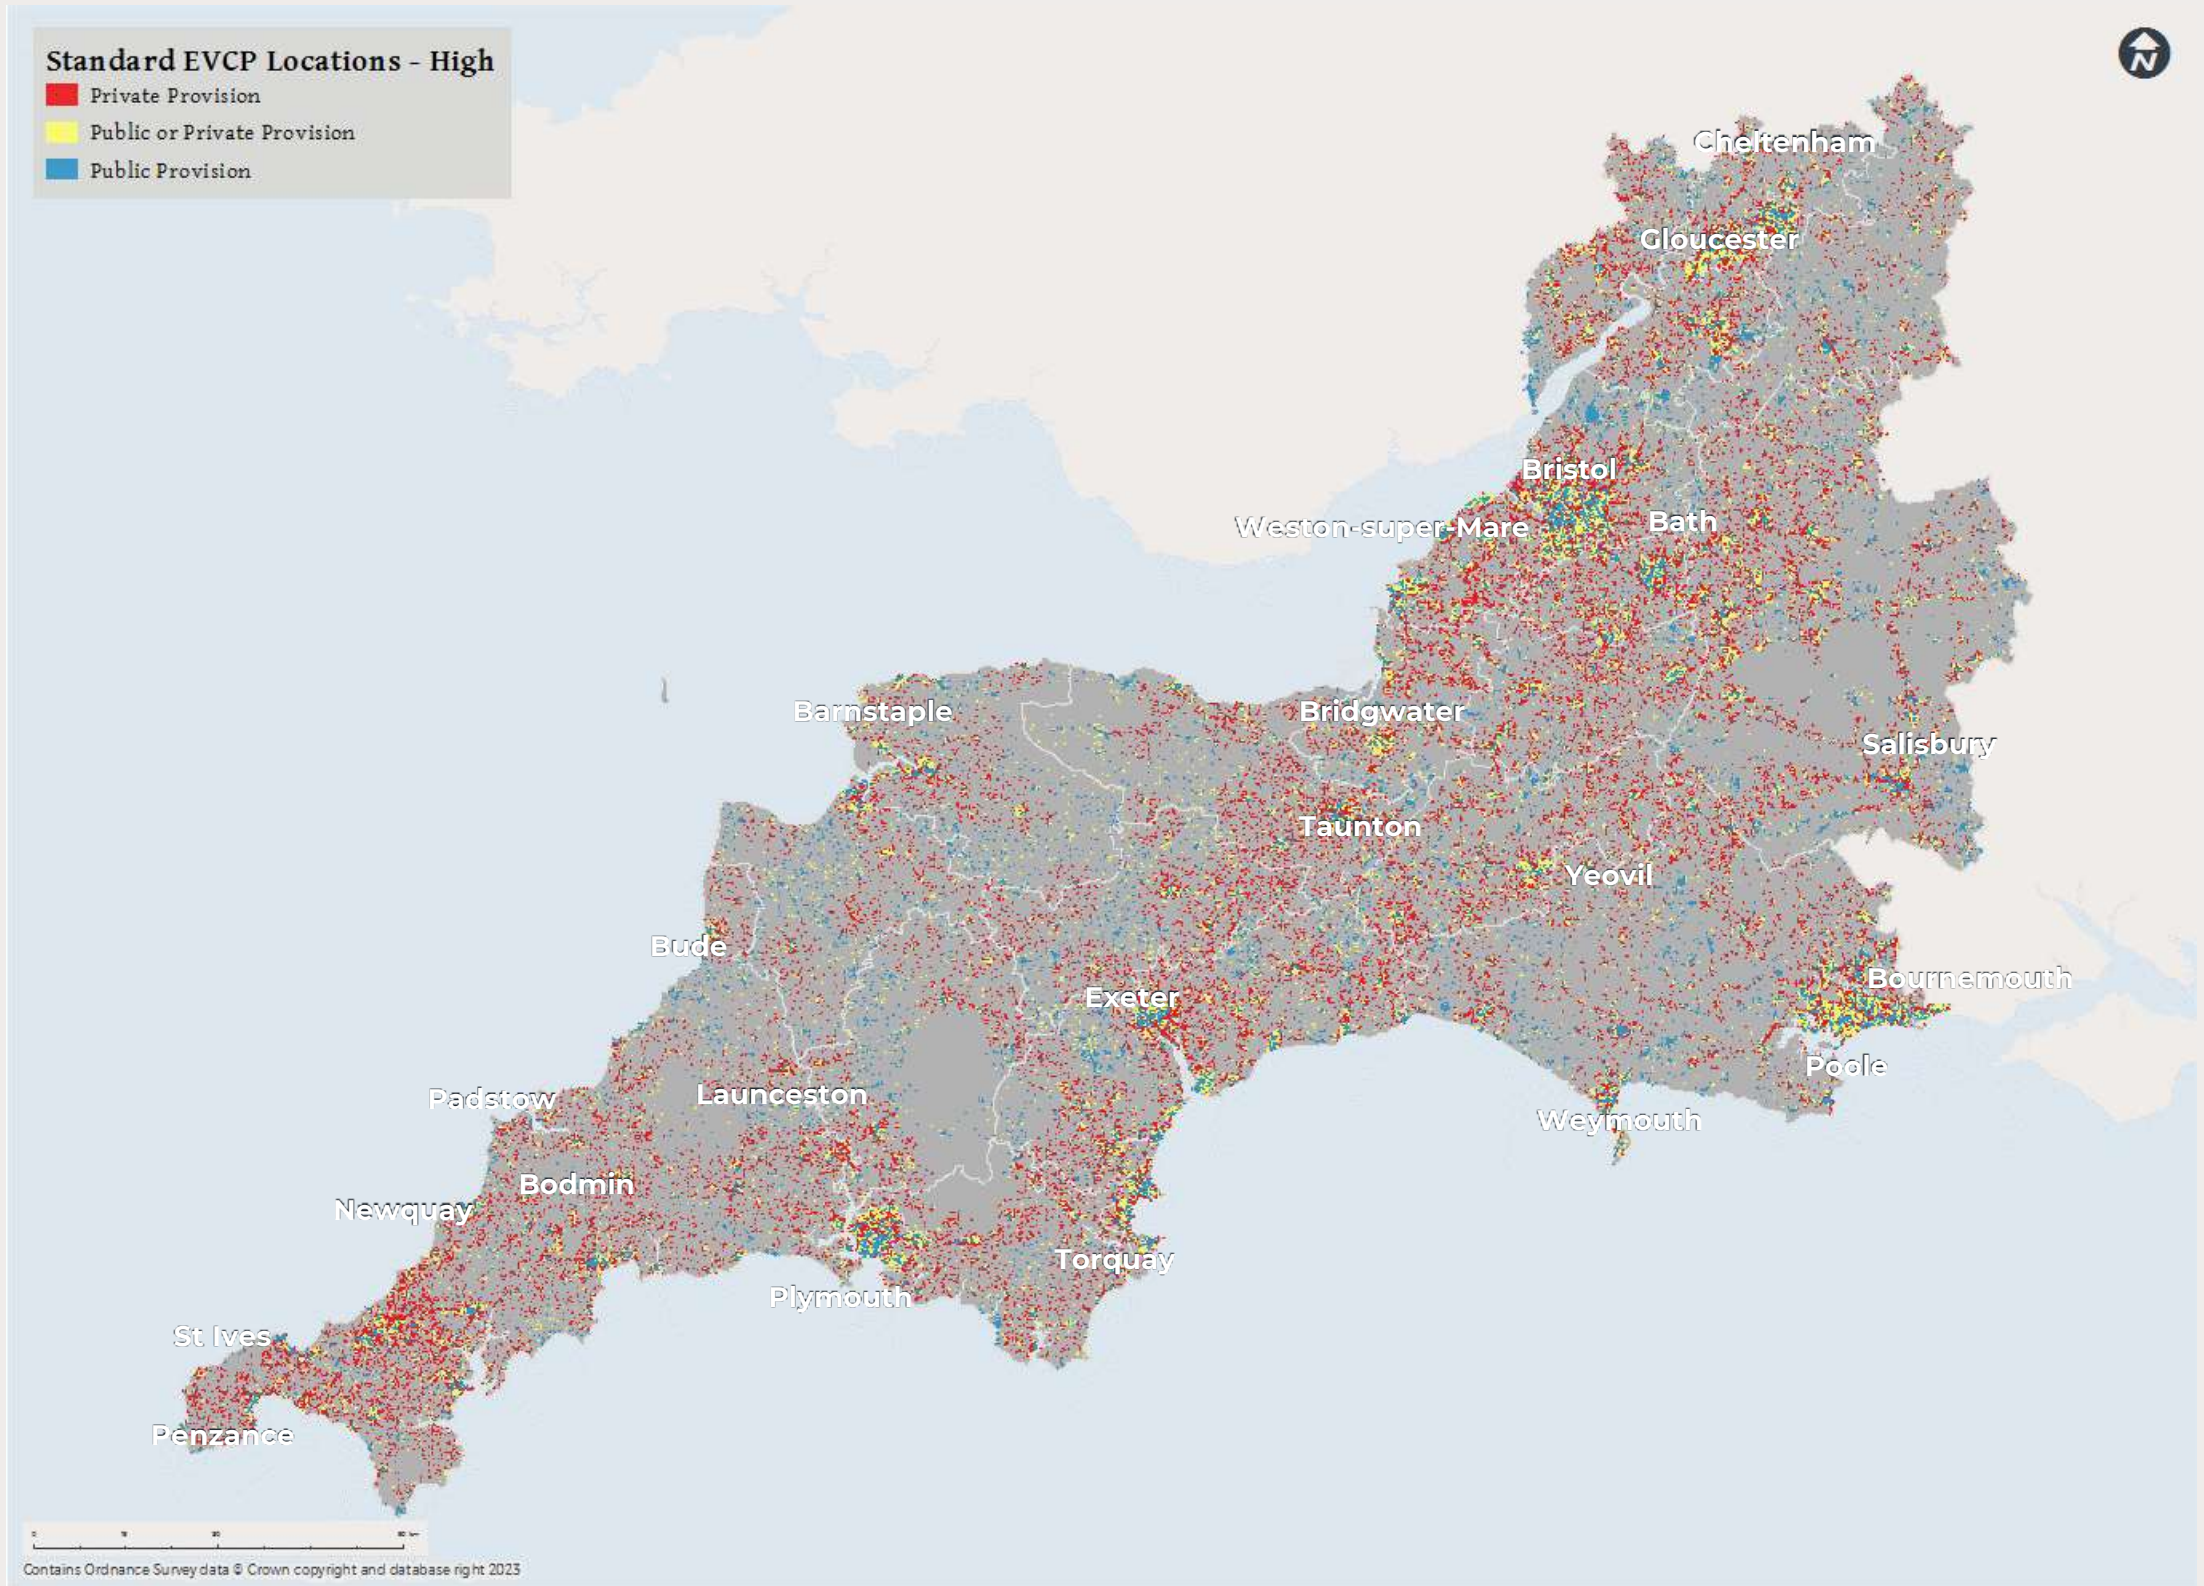 Standard EVCP Locations - High
Private Provision
Public or Private Provision
Public Provision
N
Cheltenham
Gloucester
Bristol
Weston-super-Mare
Bath
Barnstaple
Bridgwater
Salisbury
Taunton
Yeovil
Bude
Bournemouth
Exeter
Poole
Launceston
Padstow
Weymouth
Bodmin
Newquay
Torquay
Plymouth
St Ives
Penzance
Contains Ordnance Survey data © Crown copyright and database right 2023